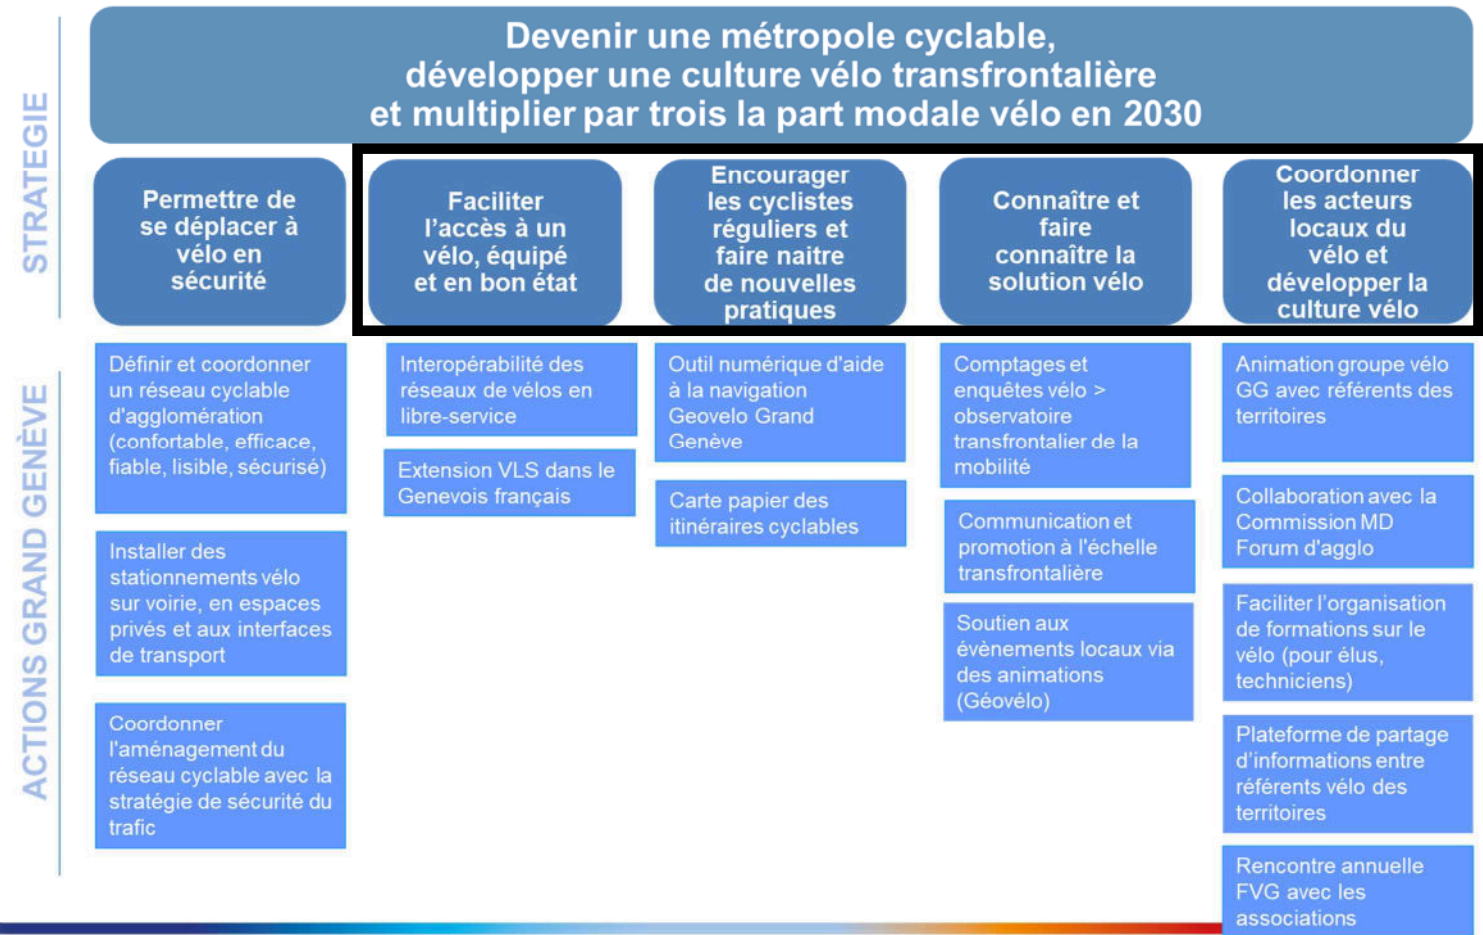 STRATEGIE
Devenir une métropole cyclable,
développer une culture vélo transfrontalière
et multiplier par trois la part modale vélo en 2030
Permettre de
se déplacer à
vélo en
sécurité
Faciliter
l'accès à un
vélo, équipé
et en bon état
Encourager
les cyclistes
réguliers et
faire naitre
de nouvelles
pratiques
Connaître et
faire
connaître la
solution vélo
Coordonner
les acteurs
locaux du
vélo et
développer la
culture vélo
ACTIONS GRAND GENÈVE
Définir et coordonner
un réseau cyclable
d'agglomération
(confortable, efficace,
fiable, lisible, sécurisé)
Installer des
stationnements vélo
sur voirie, en espaces
privés et aux interfaces
de transport
Coordonner
l'aménagement du
réseau cyclable avec la
stratégie de sécurité du
trafic
Interopérabilité des
réseaux de vélos en
libre-service
Extension VLS dans le
Genevois français
Outil numérique d'aide
à la navigation
Geovelo Grand
Genève
Carte papier des
itinéraires cyclables
Comptages et
enquêtes vélo >
observatoire
transfrontalier de la
mobilité
Communication et
promotion à l'échelle
transfrontalière
Soutien aux
évènements locaux via
des animations
(Géovélo)
Animation groupe vélo
GG avec référents des
territoires
Collaboration avec la
Commission MD
Forum d'agglo
Faciliter l'organisation
de formations sur le
vélo (pour élus,
techniciens)
Plateforme de partage
d'informations entre
référents vélo des
territoires
Rencontre annuelle
FVG avec les
associations